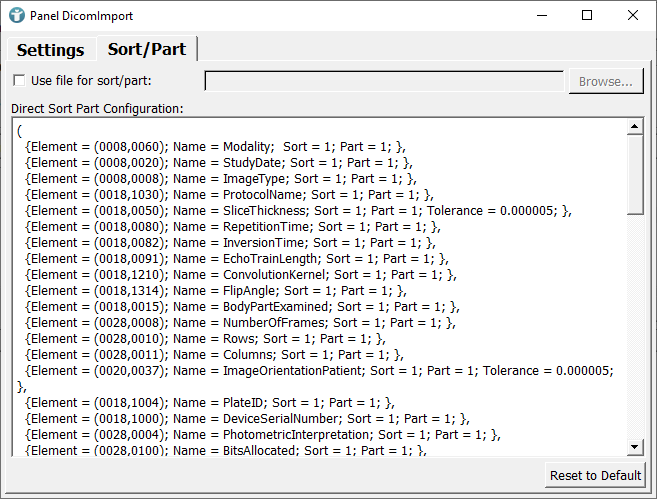 Panel DicomImport
Settings
Sort/Part
Use file for sort/part:
Browse...
Direct Sort Part Configuration:
(
{Element = (0008,0060); Name = Modality;  Sort = 1; Part = 1; },
{Element = (0008,0020); Name = StudyDate; Sort = 1; Part = 1; },
{Element = (0008,0008); Name = ImageType; Sort = 1; Part = 1; },
{Element = (0018,1030); Name = ProtocolName; Sort = 1; Part = 1; },
{Element = (0018,0050); Name = SliceThickness; Sort = 1; Part = 1; Tolerance = 0.000005; },
{Element = (0018,0080); Name = RepetitionTime; Sort = 1; Part = 1; },
{Element = (0018,0082); Name = InversionTime; Sort = 1; Part = 1; },
{Element = (0018,0091); Name = EchoTrainLength; Sort = 1; Part = 1; },
{Element = (0018,1210); Name = ConvolutionKernel; Sort = 1; Part = 1; },
{Element = (0018,1314); Name = FlipAngle; Sort = 1; Part = 1; },
{Element = (0018,0015); Name = BodyPartExamined; Sort = 1; Part = 1; },
{Element = (0028,0008); Name = NumberOfFrames; Sort = 1; Part = 1; },
{Element = (0028,0010); Name = Rows; Sort = 1; Part = 1; },
{Element = (0028,0011); Name = Columns; Sort = 1; Part = 1; },
{Element = (0020,0037); Name = ImageOrientationPatient; Sort = 1; Part = 1; Tolerance = 0.000005;
},
{Element = (0018,1004); Name = PlateID; Sort = 1; Part = 1; },
{Element = (0018,1000); Name = DeviceSerialNumber; Sort = 1; Part = 1; },
{Element = (0028,0004); Name = PhotometricInterpretation; Sort = 1; Part = 1; },
{Element = (0028,0100); Name = BitsAllocated; Sort = 1; Part = 1; },
Reset to Default